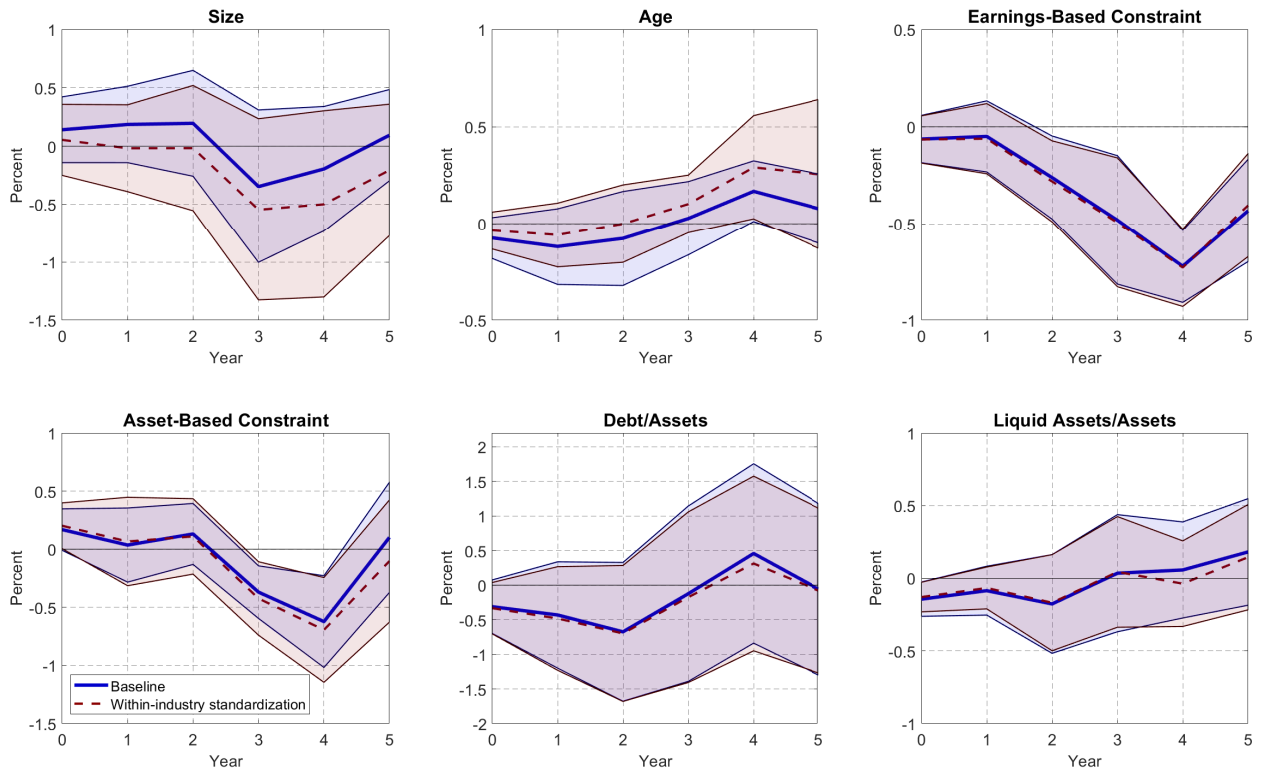 Size
Percent
1
0.5
0
-0.5
-1
-1.5
0 1 2 3 4 5
Year
Age
Percent
1
0.5
0
-0.5
0 1 2 3 4 5
Year
Earnings-Based Constraint
Percent
0.5
0
-0.5
-1
0 1 2 3 4 5
Year
Asset-Based Constraint
Percent
1
0.5
0
-0.5
-1
-1.5
Baseline
Within-industry standardization
0 1 2 3 4 5
Year
Debt/Assets
Percent
2
1.5
1
0.5
0
-0.5
-1
-1.5
-2
0 1 2 3 4 5
Year
Liquid Assets/Assets
Percent
1
0.5
0
-0.5
-1
0 1 2 3 4 5
Year